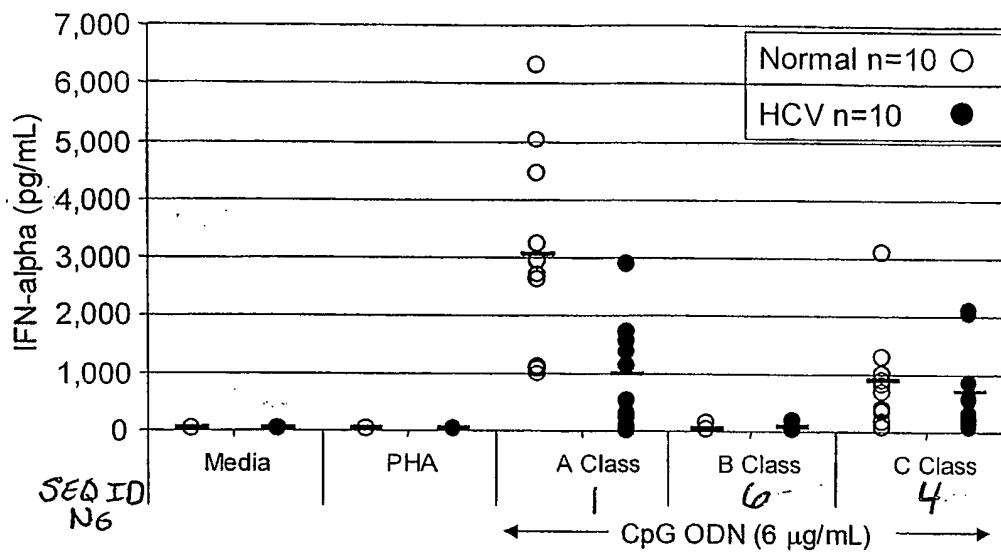 7,000
6,000
5,000
4,000
3,000
2,000
1,000
0
IFN-alpha (pg/mL)
Normal n=10
HCV n=10
Media PHA A Class B Class C Class
SEQ ID 1 6 4
NO
CpG ODN (6 µg/mL)